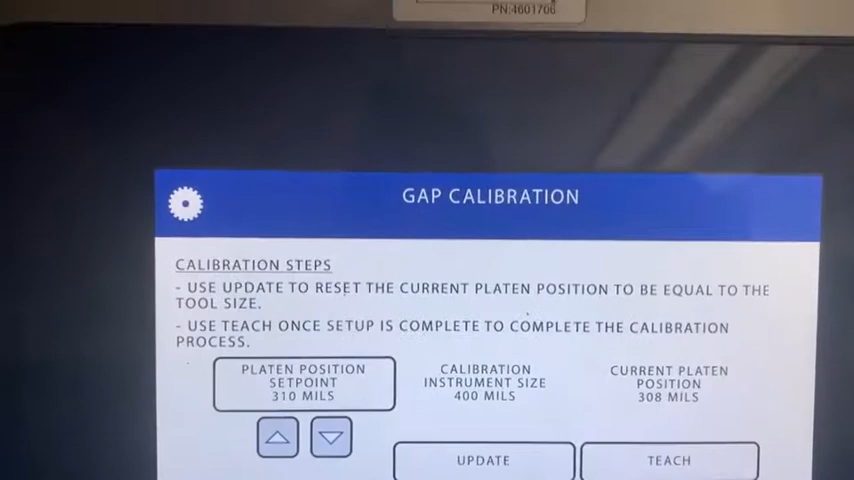 PN:4601706
GAP CALIBRATION
CALIBRATION STEPS
- USE UPDATE TO RESET THE CURRENT PLATEN POSITION TO BE EQUAL TO THE
TOOL SIZE.
- USE TEACH ONCE SETUP IS COMPLETE TO COMPLETE THE CALIBRATION
PROCESS.
PLATEN POSITION
SETPOINT
310 MILS
CALIBRATION
INSTRUMENT SIZE
400 MILS
CURRENT PLATEN
POSITION
308 MILS
UPDATE
TEACH